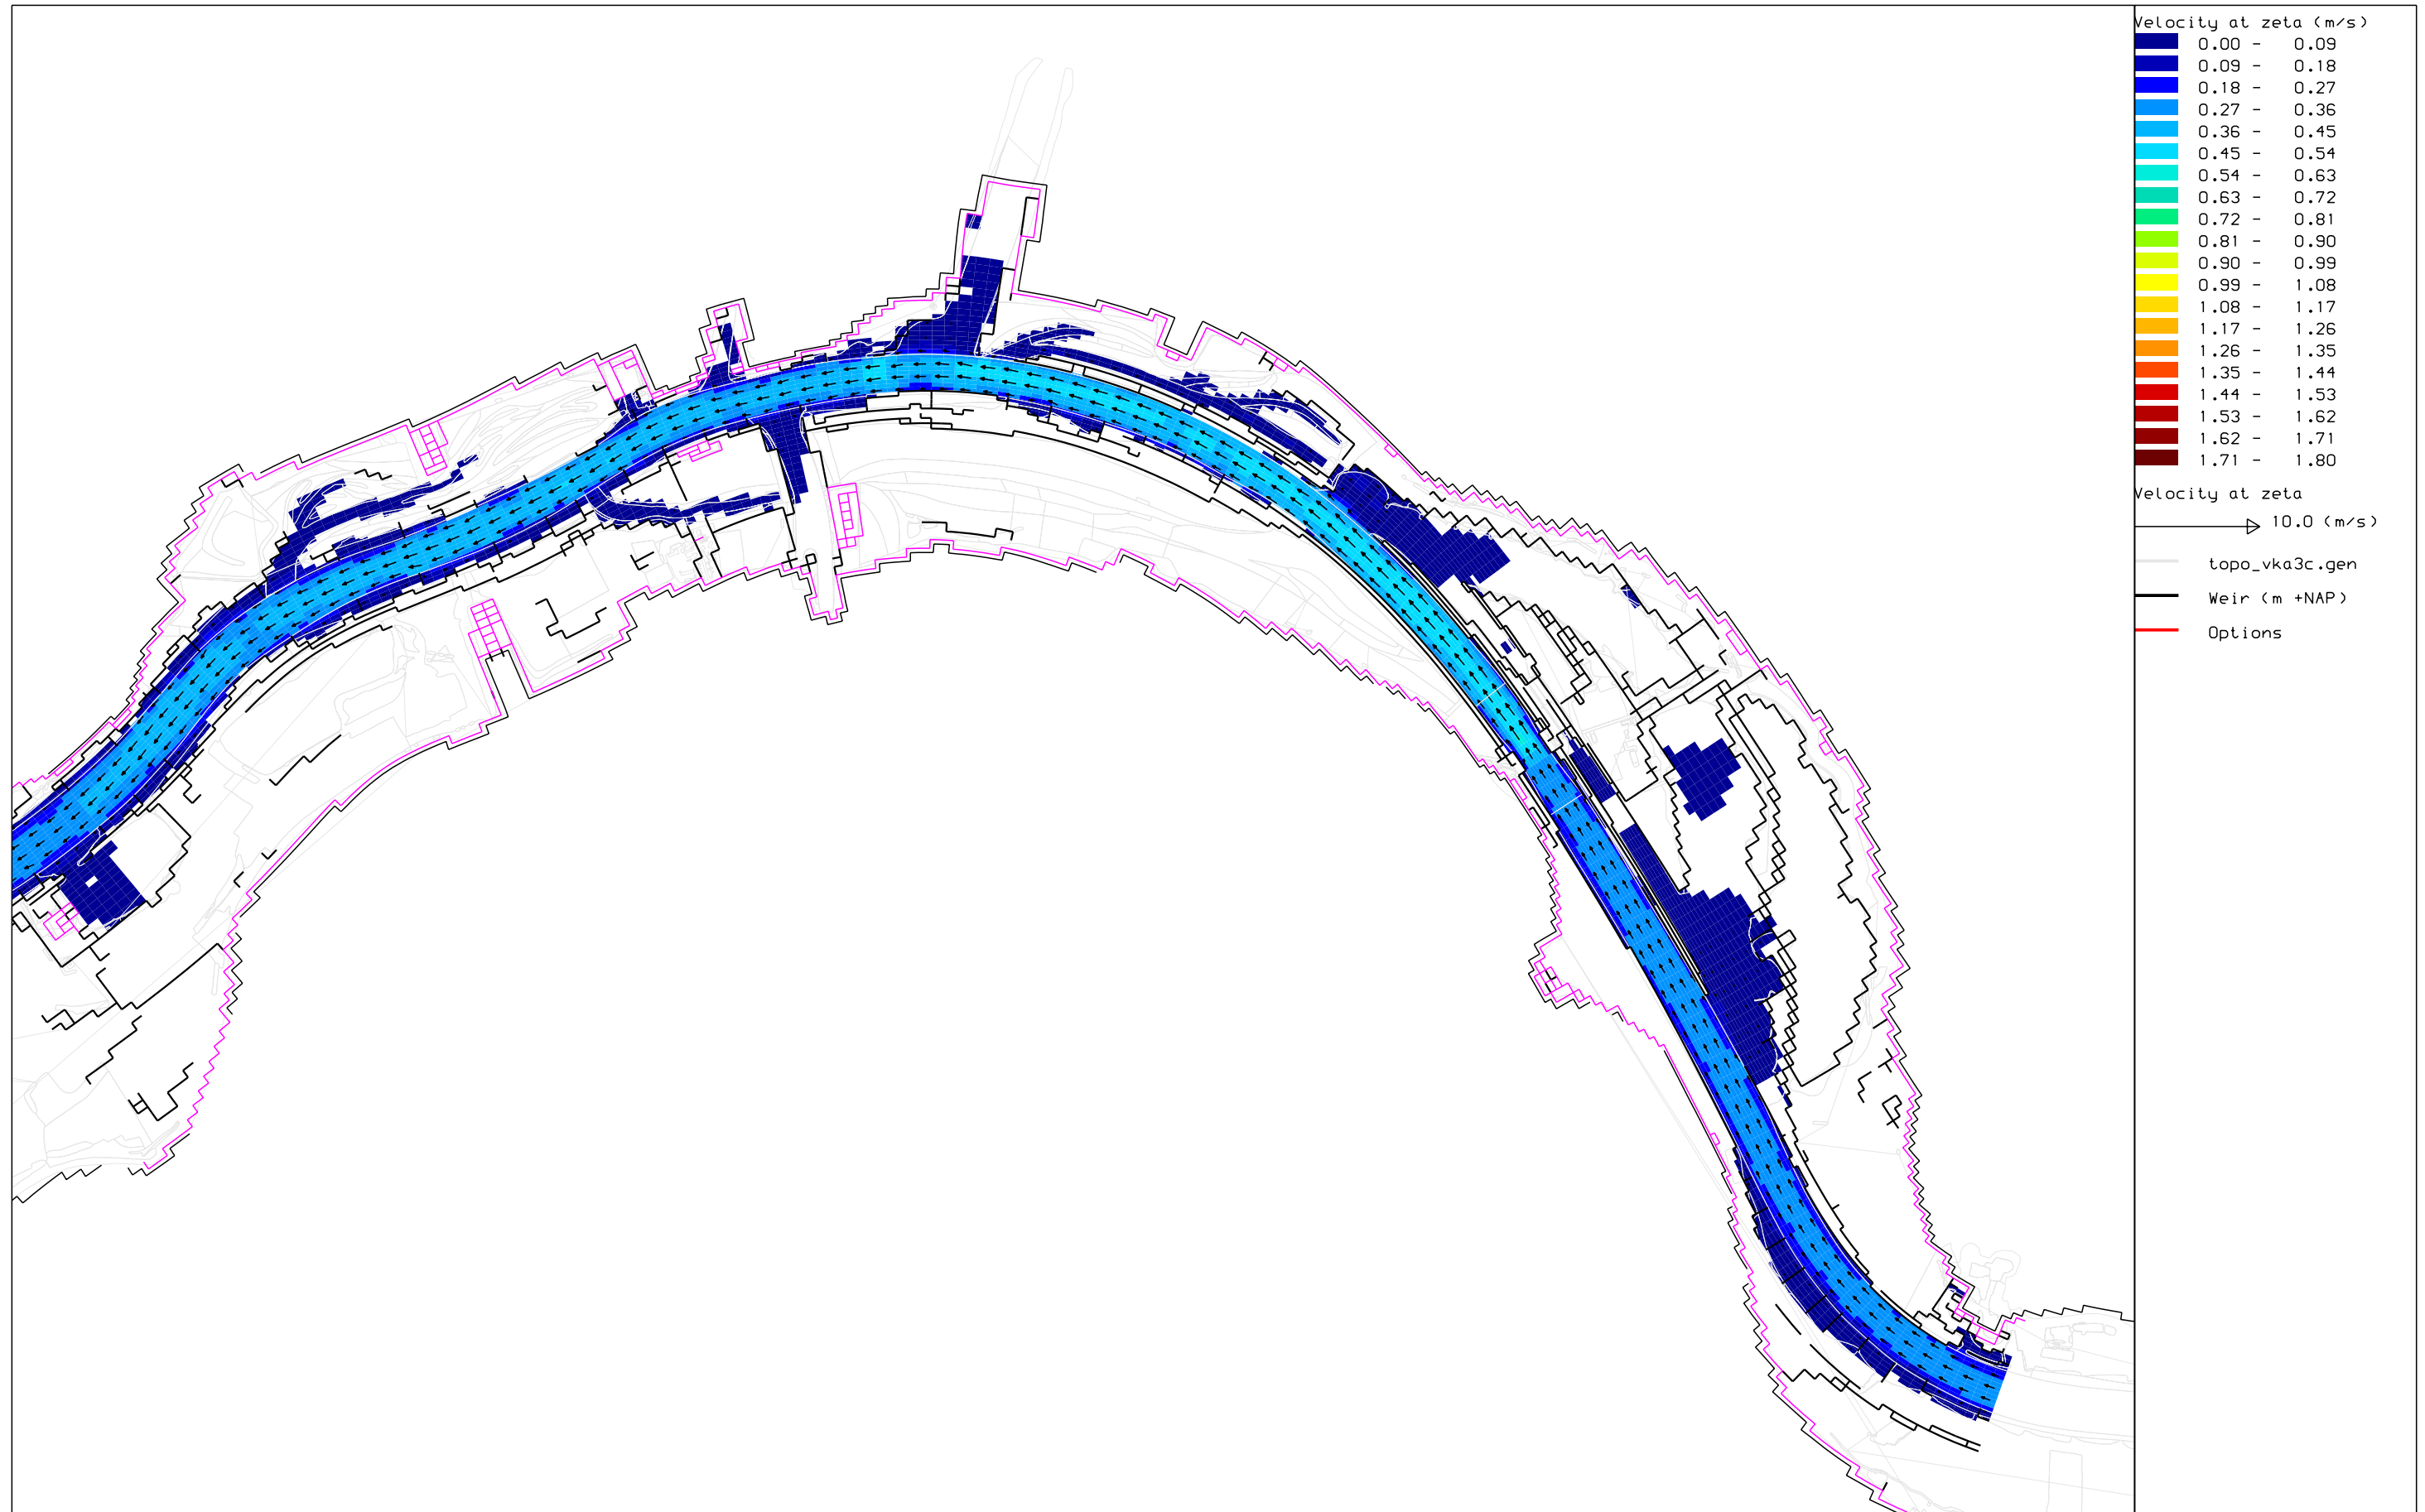 Velocity at zeta (m/s)
0.00 - 0.09
0.09 - 0.18
0.18 - 0.27
0.27 - 0.36
0.36 - 0.45
0.45 - 0.54
0.54 - 0.63
0.63 - 0.72
0.72 - 0.81
0.81 - 0.90
0.90 - 0.99
0.99 - 1.08
1.08 - 1.17
1.17 - 1.26
1.26 - 1.35
1.35 - 1.44
1.44 - 1.53
1.53 - 1.62
1.62 - 1.71
1.71 - 1.80
Velocity at zeta
10.0 (m/s)
topo_vka3c.gen
Weir (m +NAP)
Options